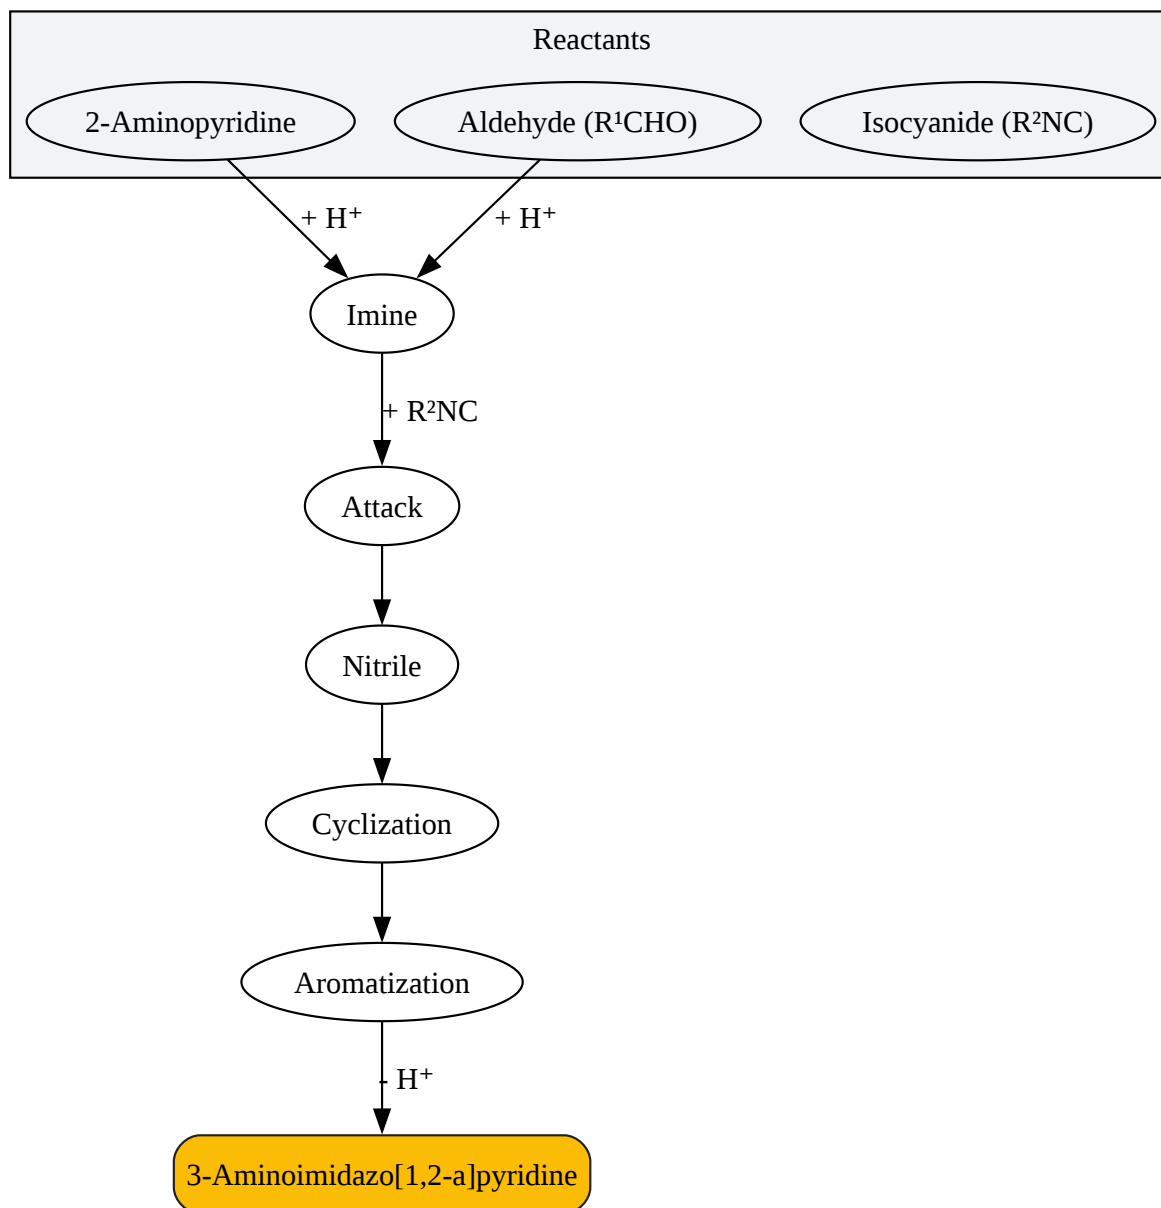 Reactants
2-Aminopyridine
Aldehyde (R¹CHO)
Isocyanide (R²NC)
+ H⁺
+ H⁺
Imine
+ R²NC
Attack
Nitrile
Cyclization
Aromatization
- H⁺
3-Aminoimidazo[1,2-a]pyridine